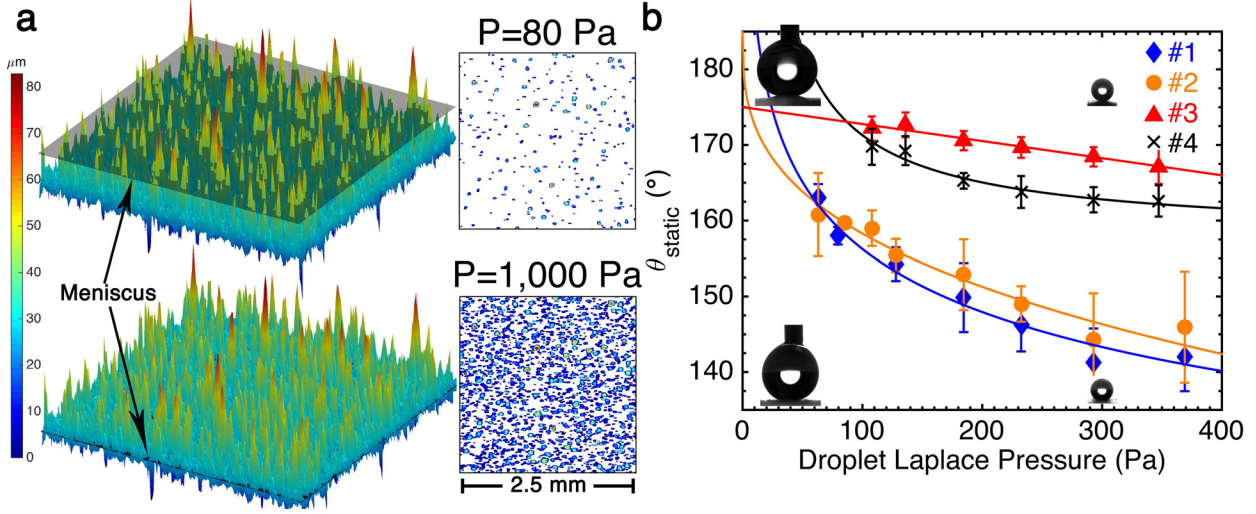 a
P=80 Pa
μm
80
70
60
50
40
30
20
10
0
Meniscus
P=1,000 Pa
2.5 mm
b
#1
#2
#3
#4
θstatic (°)
180
170
160
150
140
0 100 200 300 400
Droplet Laplace Pressure (Pa)